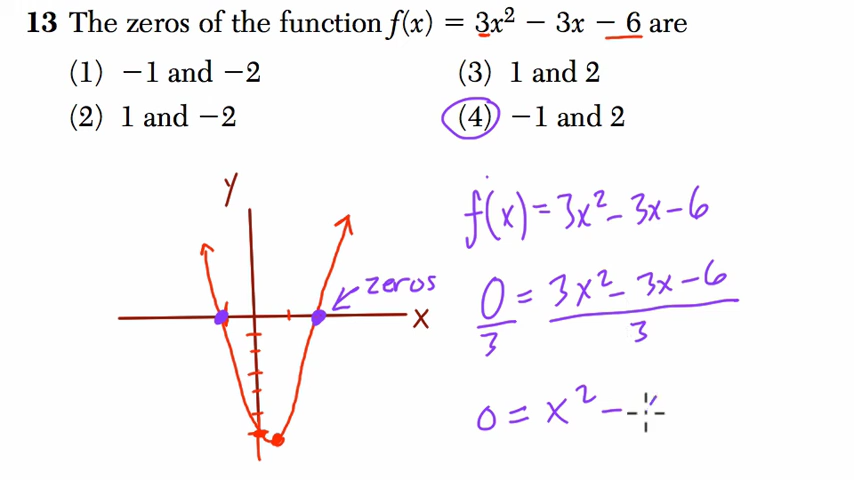 13 The zeros of the function f(x) = 3x² − 3x − 6 are
(1) −1 and −2
(3) 1 and 2
(2) 1 and −2
(4) −1 and 2
y
f(x) = 3x² − 3x − 6
zeros
0 = 3x² − 3x − 6
3 3
x
0 = x² −